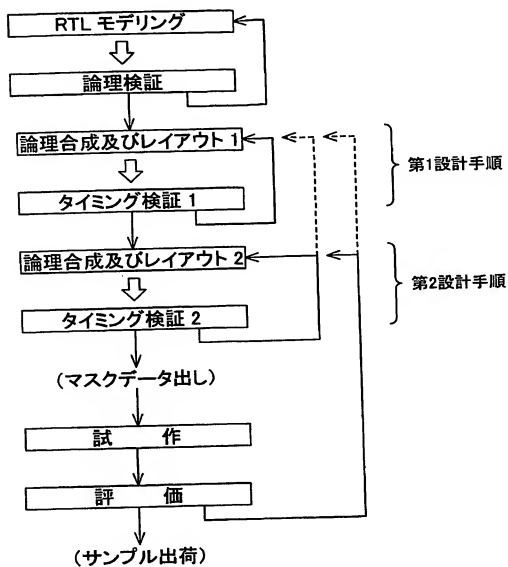 RTL モデリング
論理検証
論理合成及びレイアウト 1
タイミング検証 1
第1設計手順
論理合成及びレイアウト 2
タイミング検証 2
第2設計手順
(マスクデータ出し)
試 作
評 価
(サンプル出荷)